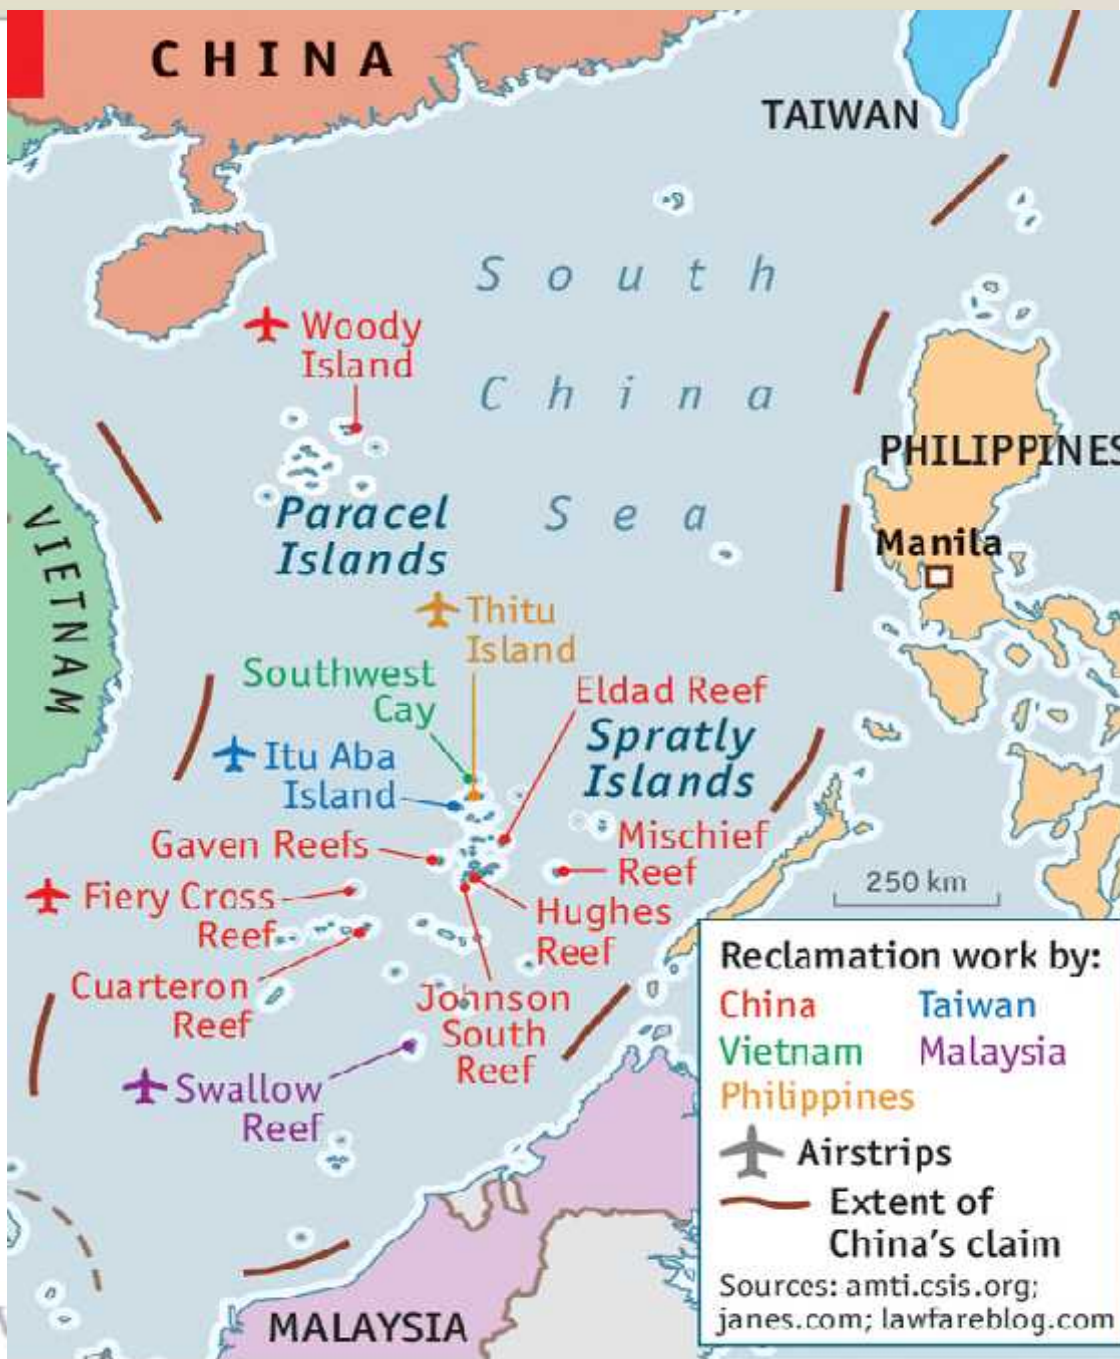 CHINA
TAIWAN
South
China
Sea
Woody
Island
PHILIPPINES
Manila
VIETNAM
Paracel
Islands
Thitu
Island
Southwest
Cay
Eldad Reef
Spratly
Islands
Itu Aba
Island
Gaven Reefs
Mischief
Reef
Fiery Cross
Reef
Hughes
Reef
Cuarteron
Reef
Johnson
South
Reef
Swallow
Reef
MALAYSIA
250 km
Reclamation work by:
China Taiwan
Vietnam Malaysia
Philippines
Airstrips
Extent of
China's claim
Sources: amti.csis.org;
janes.com; lawfareblog.com